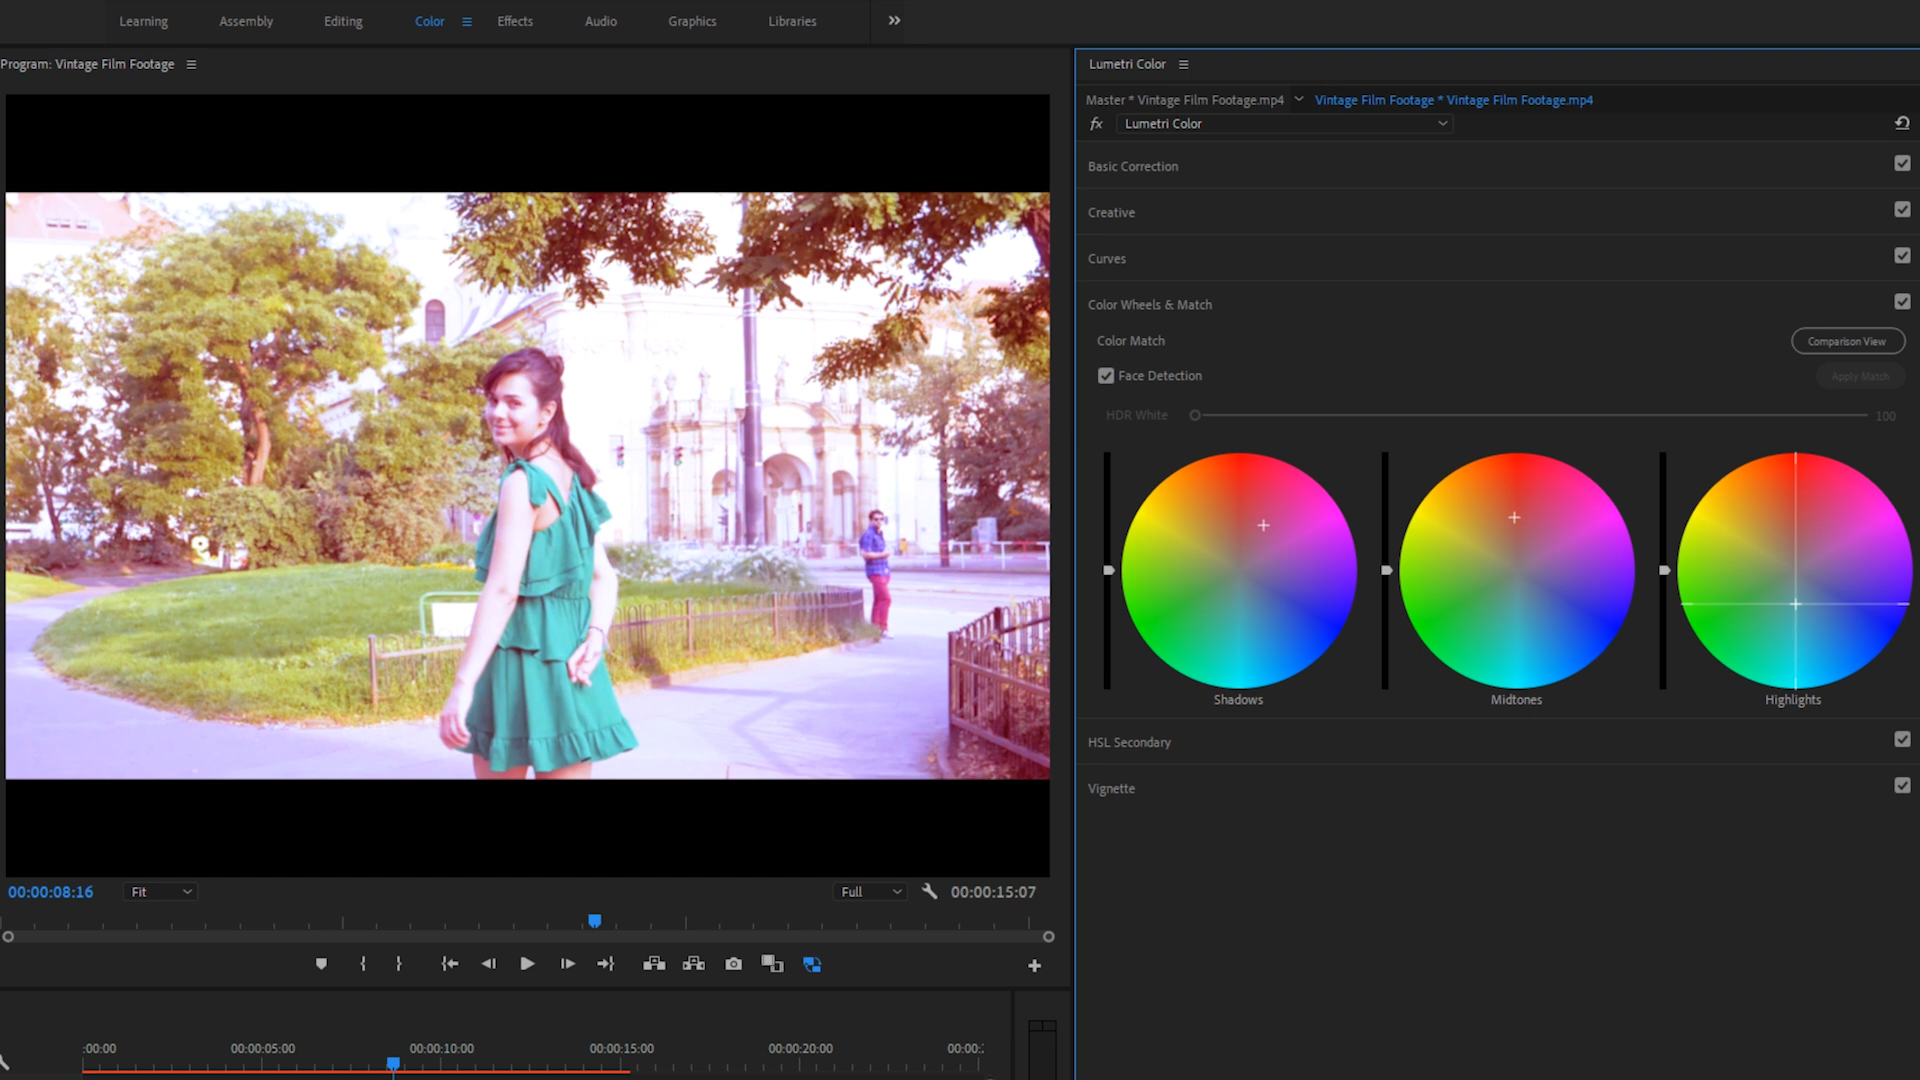 Learning Assembly Editing Color Effects Audio Graphics Libraries
Program: Vintage Film Footage
Lumetri Color
Master * Vintage Film Footage.mp4 Vintage Film Footage * Vintage Film Footage.mp4
fx Lumetri Color
Basic Correction
Creative
Curves
Color Wheels & Match
Color Match Comparison View
Face Detection Apply Match
HDR White 100
Shadows Midtones Highlights
HSL Secondary
Vignette
00:00:08:16 Fit Full 00:00:15:07
:00:00 00:00:05:00 00:00:10:00 00:00:15:00 00:00:20:00 00:00: